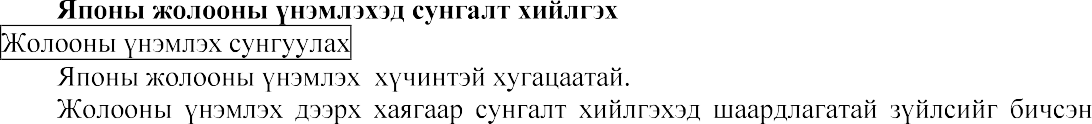 Японы жолооны үнэмлэхэд сунгалт хийлгэх
Жолооны үнэмлэх сунгуулах
Японы жолооны үнэмлэх хүчинтэй хугацаатай.
Жолооны үнэмлэх дээрх хаягаар сунгалт хийлгэхэд шаардлагатай зүйлсийг бичсэн